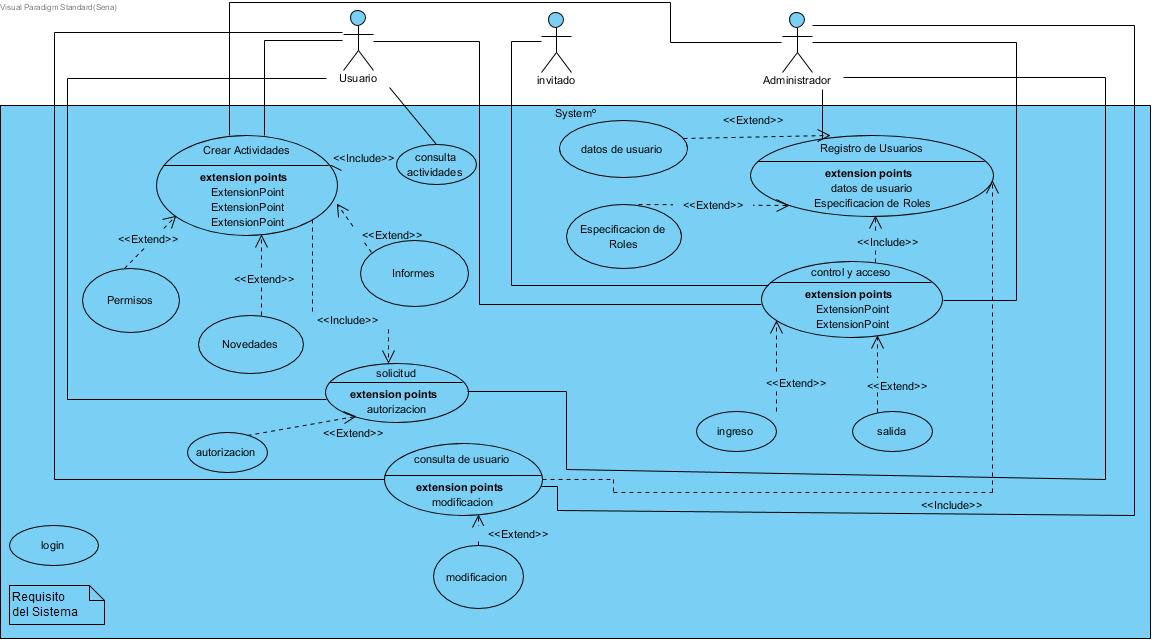 Visual Paradigm Standard(Sena)
Usuario
invitado
Administrador
Systemº
<<Extend>>
datos de usuario
Registro de Usuarios
extension points
datos de usuario
Especificacion de Roles
Crear Actividades
extension points
ExtensionPoint
ExtensionPoint
ExtensionPoint
<<Include>>
consulta
actividades
<<Extend>>
Especificacion de
Roles
<<Extend>>
<<Extend>>
<<Include>>
Permisos
<<Extend>>
Informes
control y acceso
extension points
ExtensionPoint
ExtensionPoint
Novedades
<<Include>>
solicitud
extension points
autorizacion
<<Extend>>
<<Extend>>
<<Extend>>
autorizacion
ingreso
salida
consulta de usuario
extension points
modificacion
<<Include>>
<<Extend>>
login
modificacion
Requisito
del Sistema